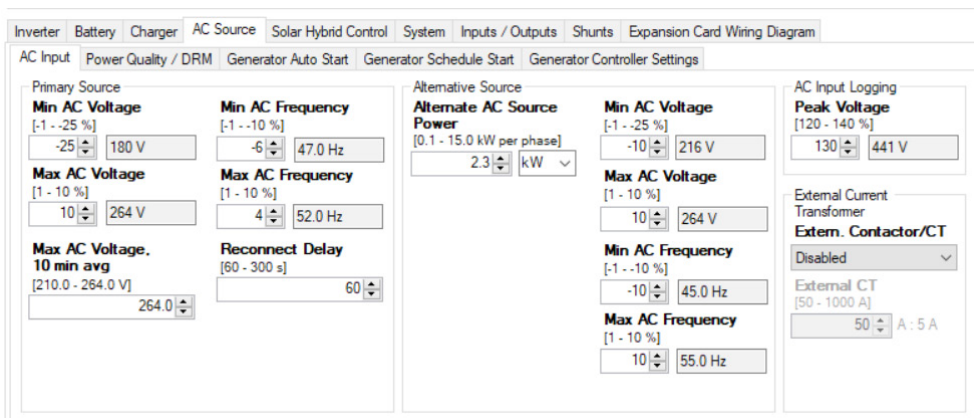 Inverter Battery Charger AC Source Solar Hybrid Control System Inputs / Outputs Shunts Expansion Card Wiring Diagram
AC Input Power Quality / DRM Generator Auto Start Generator Schedule Start Generator Controller Settings
Primary Source
Min AC Voltage
[-1 - -25 %]
-25 180 V
Max AC Voltage
[1 - 10 %]
10 264 V
Max AC Voltage,
10 min avg
[210.0 - 264.0 V]
264.0
Min AC Frequency
[-1 - -10 %]
-6 47.0 Hz
Max AC Frequency
[1 - 10 %]
4 52.0 Hz
Reconnect Delay
[60 - 300 s]
60
Alternative Source
Alternate AC Source
Power
[0.1 - 15.0 kW per phase]
2.3 kW
Min AC Voltage
[-1 - -25 %]
-10 216 V
Max AC Voltage
[1 - 10 %]
10 264 V
Min AC Frequency
[-1 - -10 %]
-10 45.0 Hz
Max AC Frequency
[1 - 10 %]
10 55.0 Hz
AC Input Logging
Peak Voltage
[120 - 140 %]
130 441 V
External Current
Transformer
Extern. Contactor/CT
Disabled
External CT
[50 - 1000 A]
50 A : 5 A